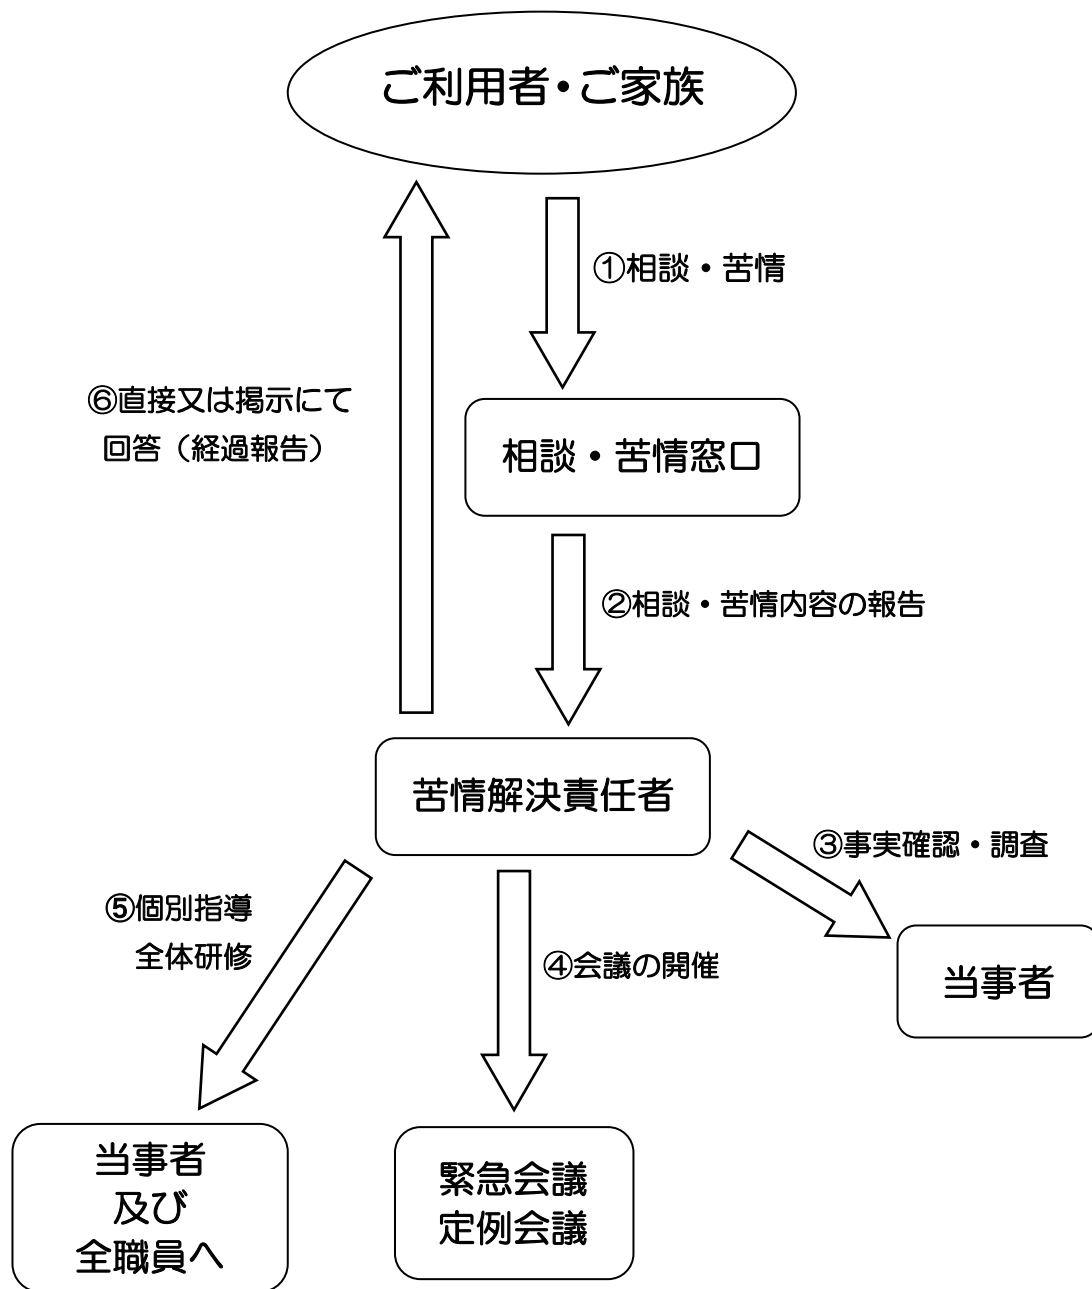 ご利用者・ご家族
①相談・苦情
⑥直接又は掲示にて
回答（経過報告）
相談・苦情窓口
②相談・苦情内容の報告
苦情解決責任者
③事実確認・調査
⑤個別指導
全体研修
④会議の開催
当事者
当事者
及び
全職員へ
緊急会議
定例会議